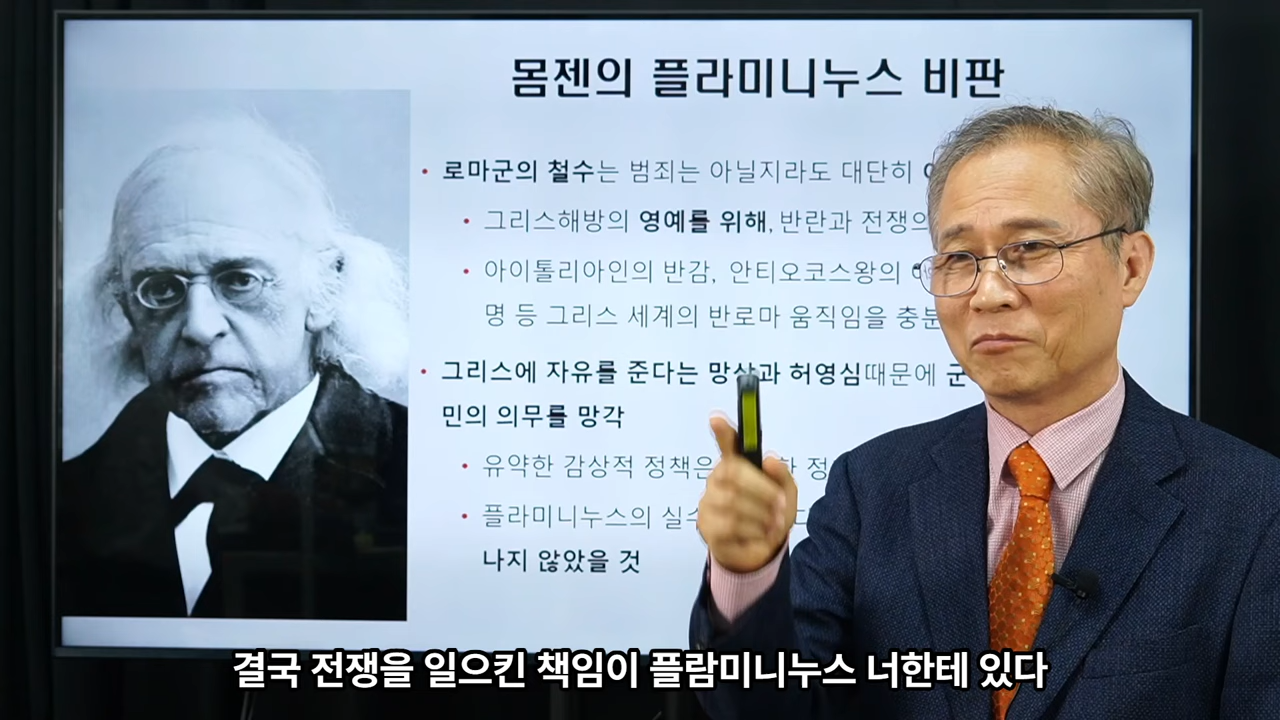 몸젠의 플라미니누스 비판
• 로마군의 철수는 범죄는 아닐지라도 대단히
• 그리스해방의 영예를 위해, 반란과 전쟁의
• 아이톨리아인의 반감, 안티오코스왕의
명 등 그리스 세계의 반로마 움직임을 충분
• 그리스에 자유를 준다는 망상과 허영심때문에 군
민의 의무를 망각
• 유약한 감상적 정책은
• 플라미니누스의 실수
나지 않았을 것
결국 전쟁을 일으킨 책임이 플람미니누스 너한테 있다